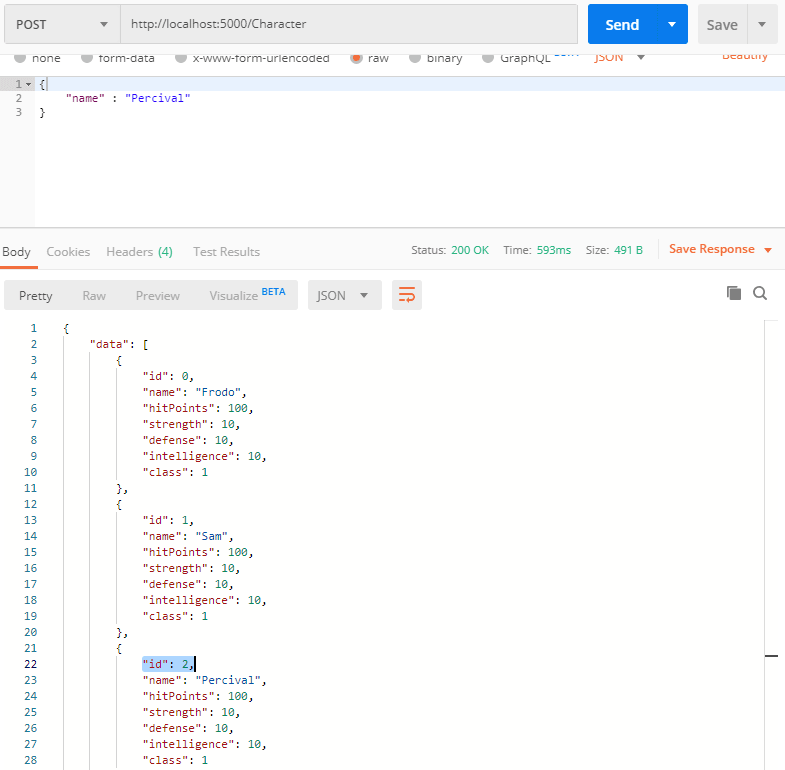 POST http://localhost:5000/Character Send Save
none form-data x-www-form-urlencoded raw binary GraphQL JSON Beautify
1 {
2 "name" : "Percival"
3 }
Body Cookies Headers (4) Test Results Status: 200 OK Time: 593ms Size: 491 B Save Response
Pretty Raw Preview Visualize BETA JSON
1 {
2 "data": [
3 {
4 "id": 0,
5 "name": "Frodo",
6 "hitPoints": 100,
7 "strength": 10,
8 "defense": 10,
9 "intelligence": 10,
10 "class": 1
11 },
12 {
13 "id": 1,
14 "name": "Sam",
15 "hitPoints": 100,
16 "strength": 10,
17 "defense": 10,
18 "intelligence": 10,
19 "class": 1
20 },
21 {
22 "id": 2,
23 "name": "Percival",
24 "hitPoints": 100,
25 "strength": 10,
26 "defense": 10,
27 "intelligence": 10,
28 "class": 1